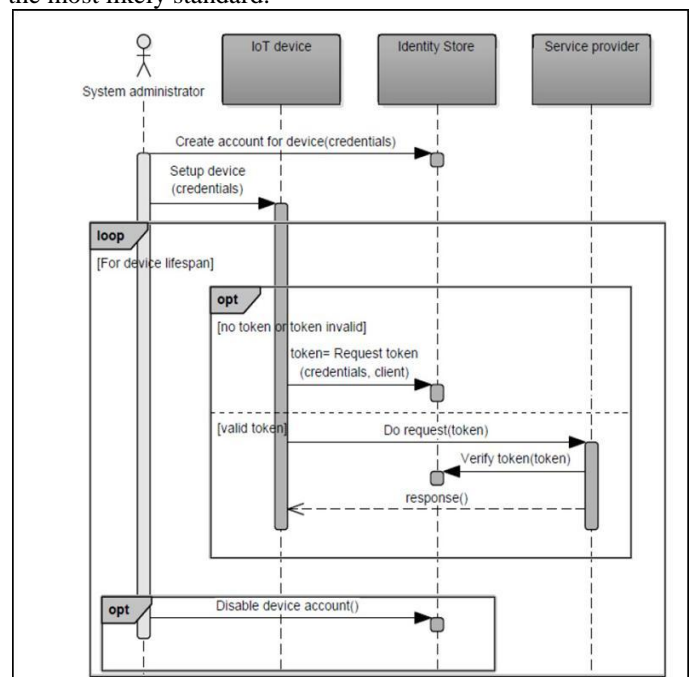 the most likely standard.
IoT device
Identity Store
Service provider
System administrator
Create account for device(credentials)
Setup device
(credentials)
loop
[For device lifespan]
opt
[no token or token invalid]
token= Request token
(credentials, client)
[valid token]
Do request(token)
Verify token(token)
response()
opt
Disable device account()